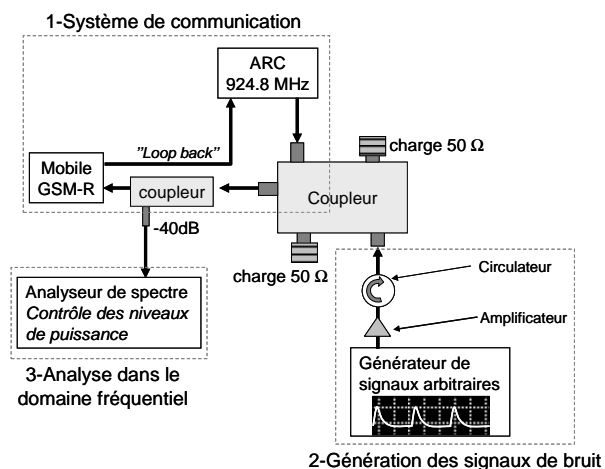 1-Système de communication
ARC
924.8 MHz
charge 50 Ω
"Loop back"
Mobile
GSM-R
coupleur
Coupleur
-40dB
charge 50 Ω
Analyseur de spectre
Contrôle des niveaux
de puissance
3-Analyse dans le
domaine fréquentiel
Circulateur
Amplificateur
Générateur de
signaux arbitraires
2-Génération des signaux de bruit